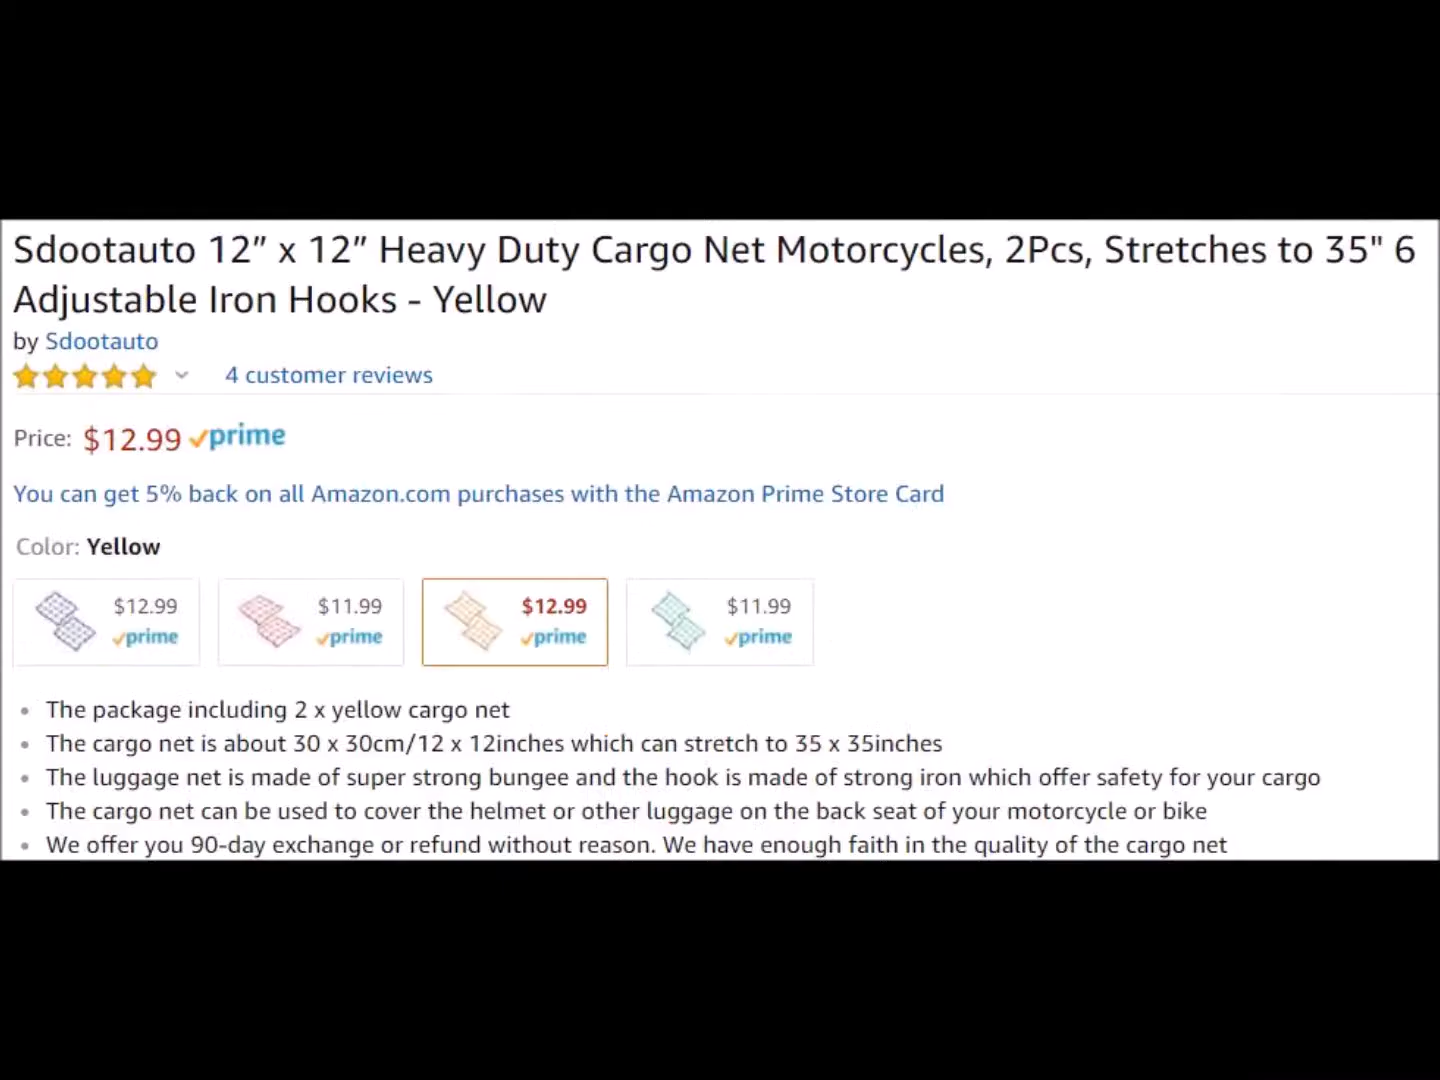 Sdootauto 12” x 12” Heavy Duty Cargo Net Motorcycles, 2Pcs, Stretches to 35" 6
Adjustable Iron Hooks - Yellow
by Sdootauto
4 customer reviews
Price: $12.99 prime
You can get 5% back on all Amazon.com purchases with the Amazon Prime Store Card
Color: Yellow
$12.99 $11.99 $12.99 $11.99
prime prime prime prime
The package including 2 x yellow cargo net
The cargo net is about 30 x 30cm/12 x 12inches which can stretch to 35 x 35inches
The luggage net is made of super strong bungee and the hook is made of strong iron which offer safety for your cargo
The cargo net can be used to cover the helmet or other luggage on the back seat of your motorcycle or bike
We offer you 90-day exchange or refund without reason. We have enough faith in the quality of the cargo net